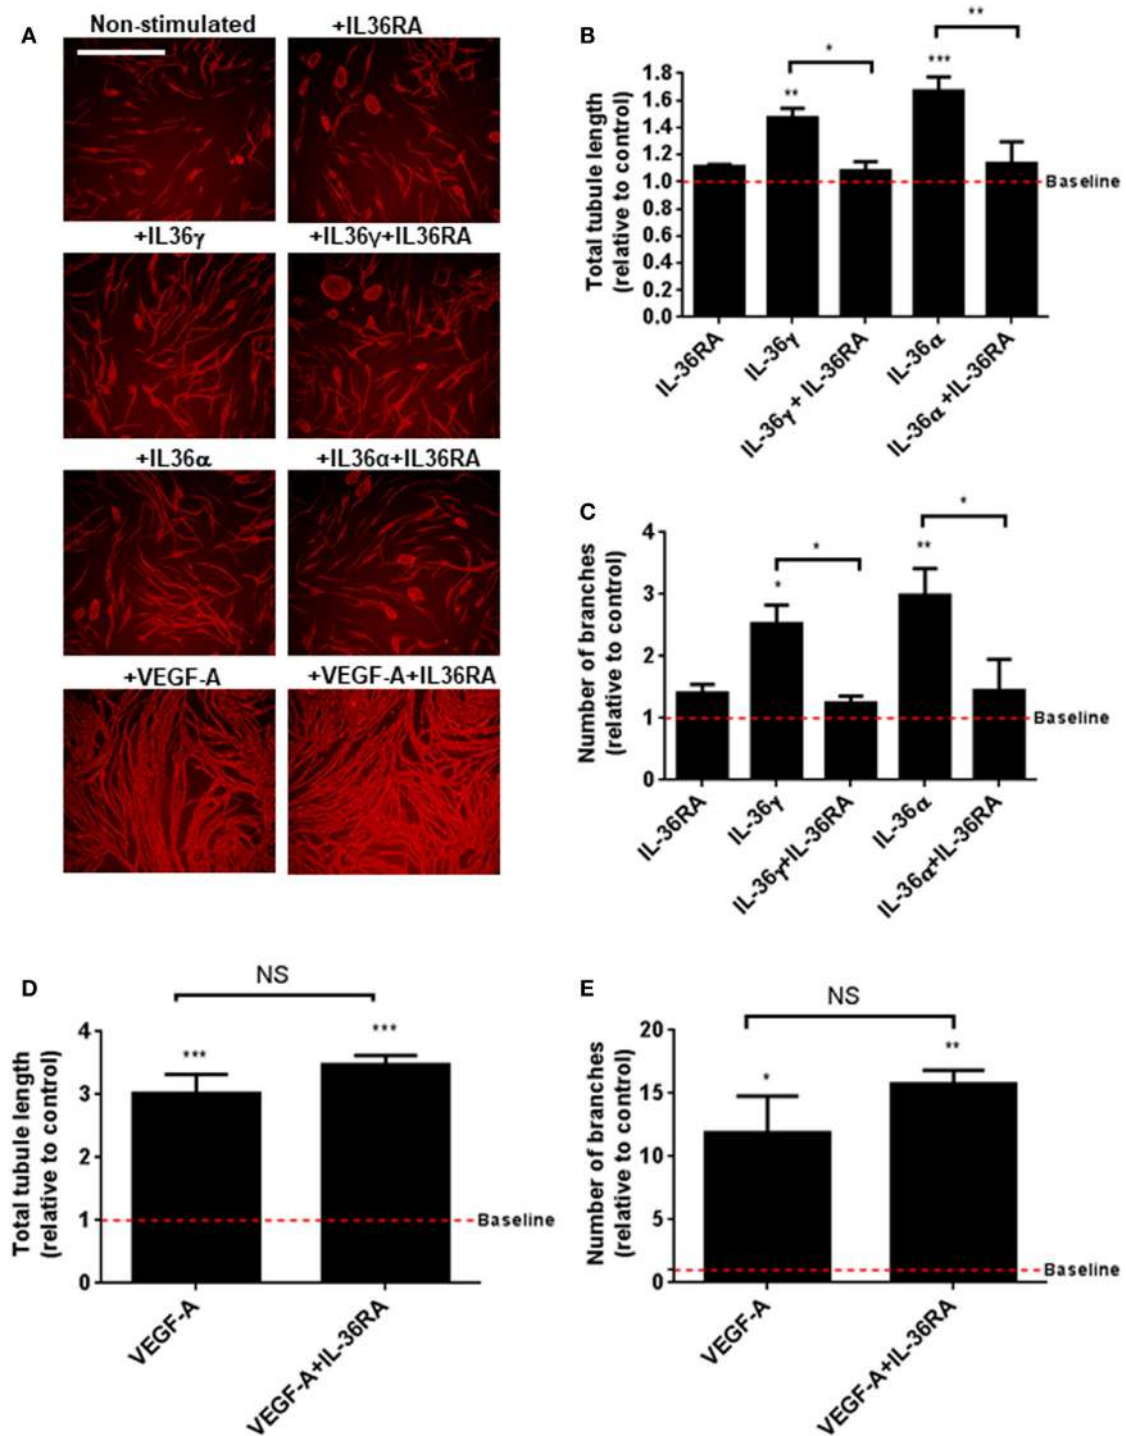 A
Non-stimulated
+IL36RA
+IL36γ
+IL36γ+IL36RA
+IL36α
+IL36α+IL36RA
+VEGF-A
+VEGF-A+IL36RA
B
Total tubule length
(relative to control)
1.8
1.6
1.4
1.2
1.0
0.8
0.6
0.4
0.2
0.0
**
*
**
***
Baseline
IL-36RA
IL-36γ
IL-36γ + IL-36RA
IL-36α
IL-36α +IL-36RA
C
Number of branches
(relative to control)
4
3
2
1
0
*
*
*
**
Baseline
IL-36RA
IL-36γ
IL-36γ+IL-36RA
IL-36α
IL-36α+IL-36RA
D
NS
Total tubule length
(relative to control)
4
3
2
1
0
***
***
Baseline
VEGF-A
VEGF-A+IL-36RA
E
NS
Number of branches
(relative to control)
20
15
10
5
0
*
**
Baseline
VEGF-A
VEGF-A+IL-36RA